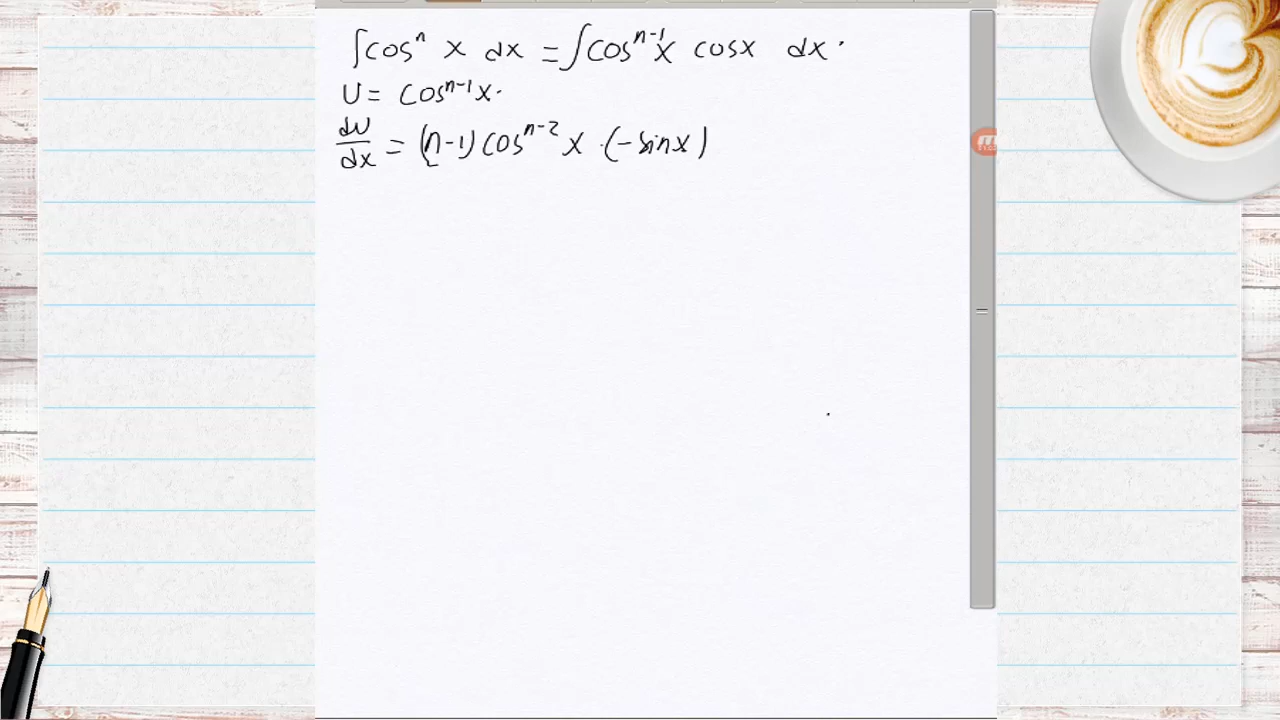 ∫cosⁿ x dx = ∫cosⁿ⁻¹x cosx dx.
U = cosⁿ⁻¹x.
du/dx = (n-1)cosⁿ⁻² x .(-sinx)